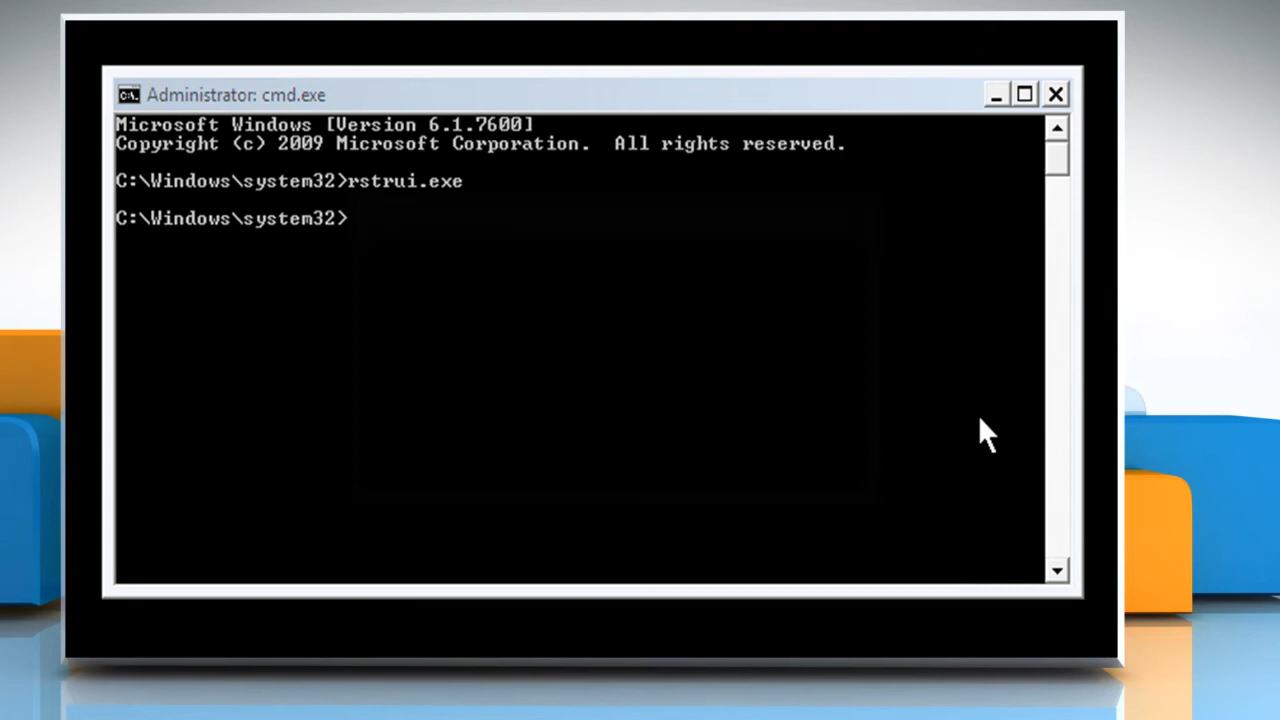 Administrator: cmd.exe
Microsoft Windows [Version 6.1.7600]
Copyright (c) 2009 Microsoft Corporation.  All rights reserved.
C:\Windows\system32>rstrui.exe
C:\Windows\system32>